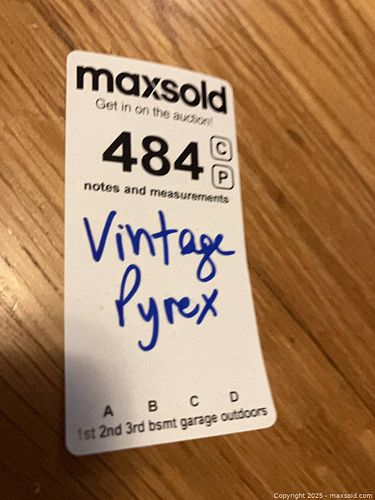 maxsold
Get in on the auction!
484 C
P
notes and measurements
Vintage
Pyrex
A B C D
1st 2nd 3rd bsmt garage outdoors
Copyright 2025 - maxsold.com